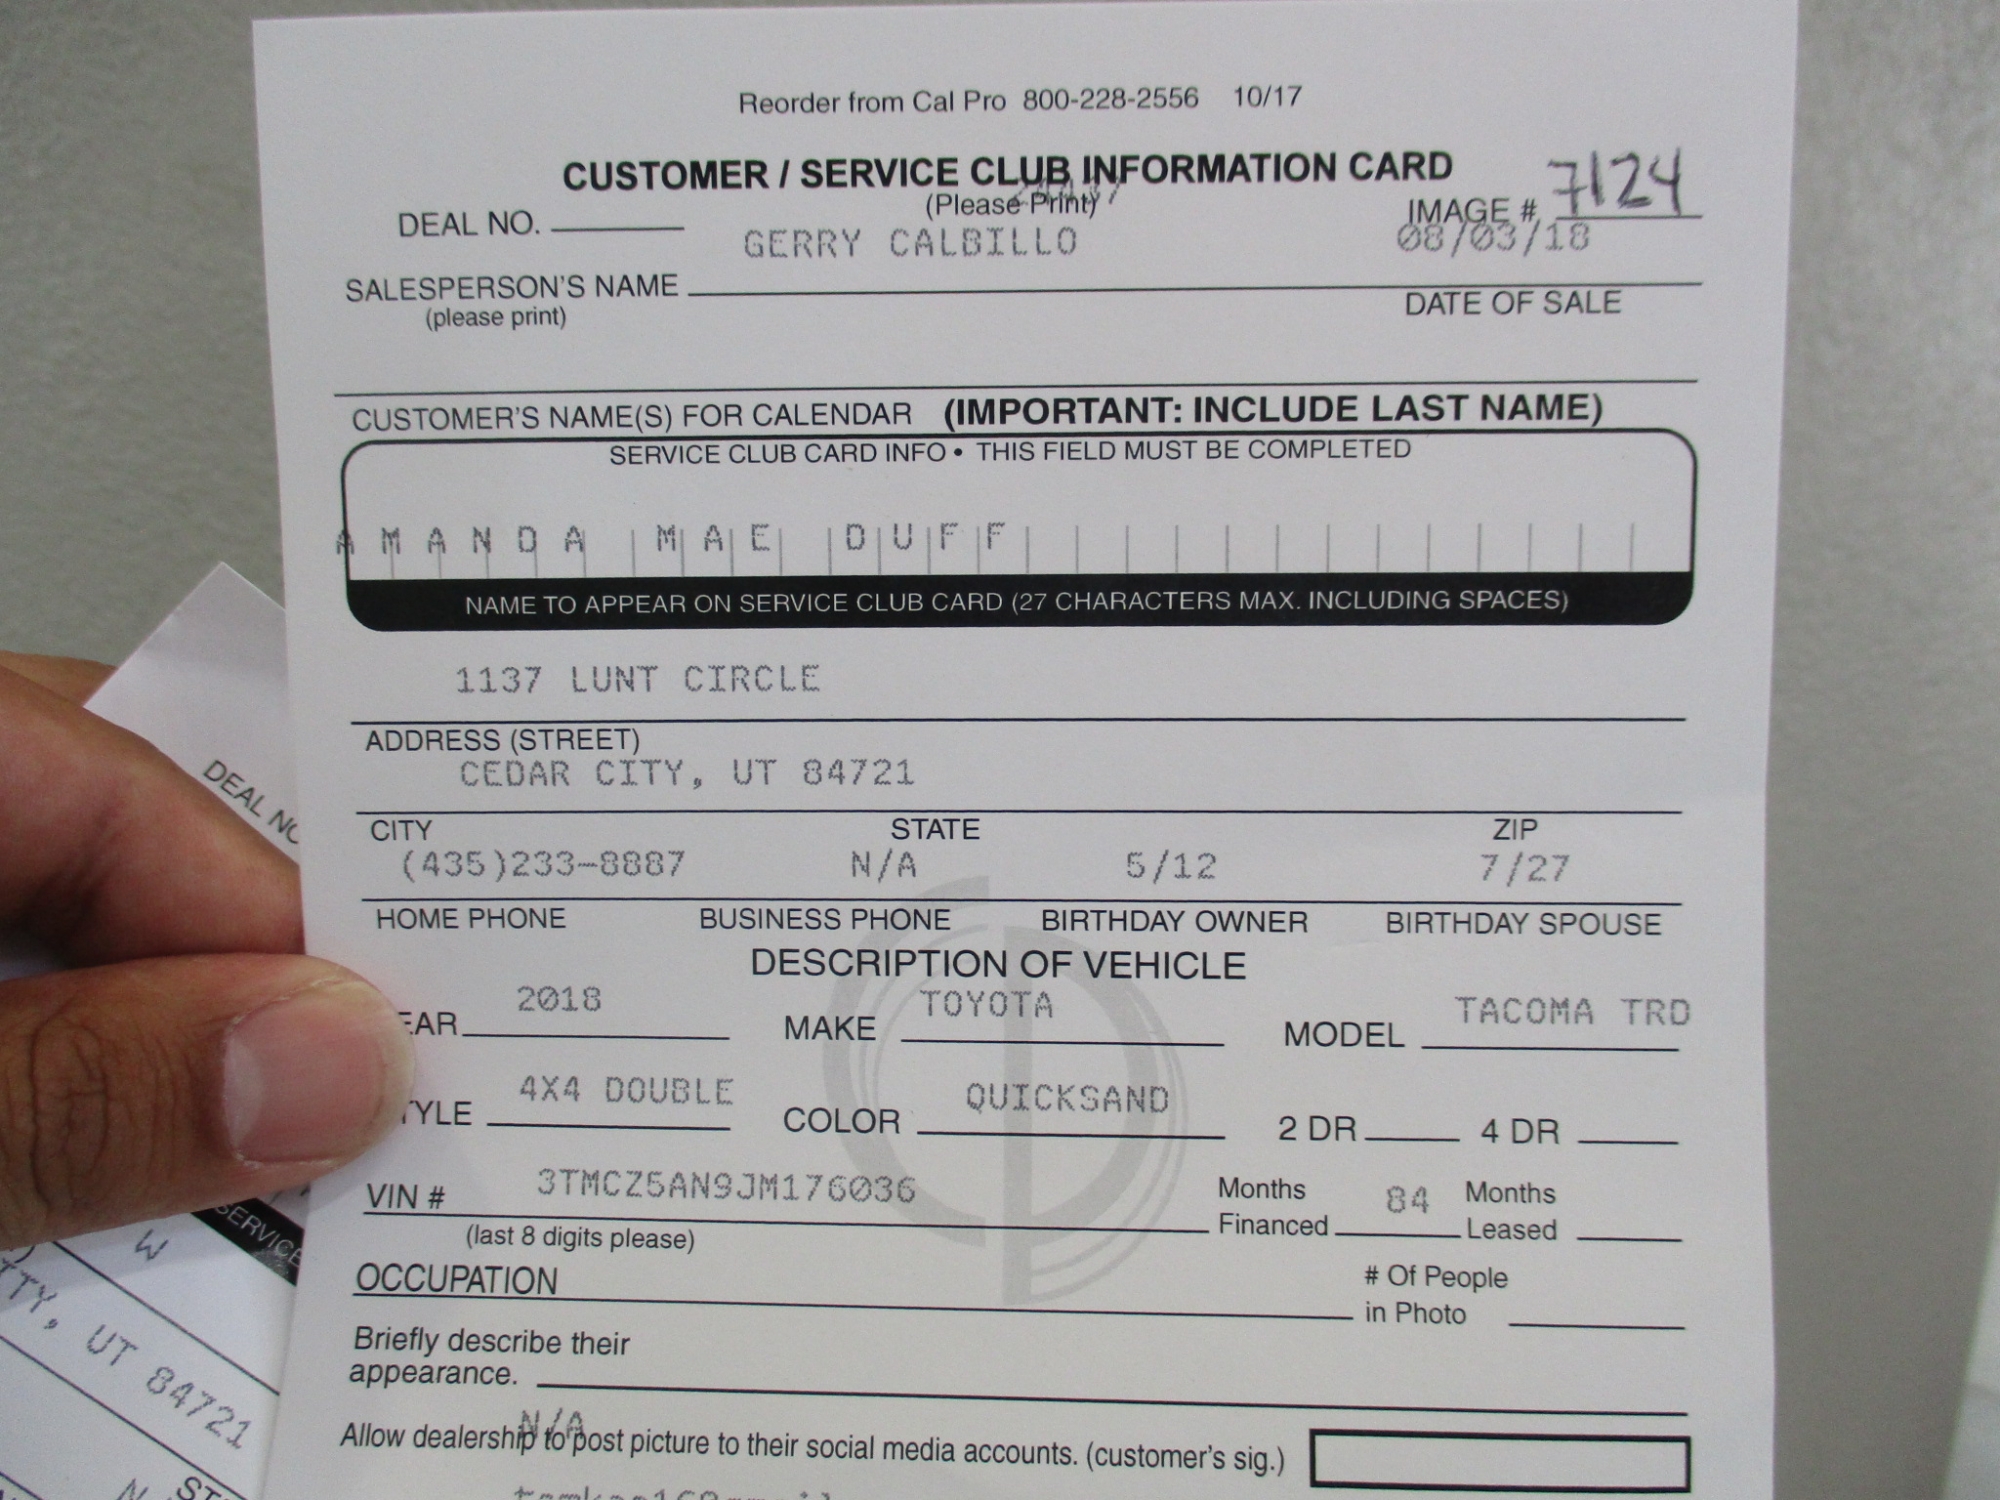 Reorder from Cal Pro 800-228-2556 10/17
CUSTOMER / SERVICE CLUB INFORMATION CARD
(Please Print)
DEAL NO.
IMAGE # 7124
GERRY CALBILLO 08/03/18
SALESPERSON'S NAME
(please print)
DATE OF SALE
CUSTOMER'S NAME(S) FOR CALENDAR (IMPORTANT: INCLUDE LAST NAME)
SERVICE CLUB CARD INFO • THIS FIELD MUST BE COMPLETED
AMANDA MAE DUFF
NAME TO APPEAR ON SERVICE CLUB CARD (27 CHARACTERS MAX. INCLUDING SPACES)
1137 LUNT CIRCLE
ADDRESS (STREET)
CEDAR CITY, UT 84721
CITY STATE ZIP
(435)233-8887 N/A 5/12 7/27
HOME PHONE BUSINESS PHONE BIRTHDAY OWNER BIRTHDAY SPOUSE
DESCRIPTION OF VEHICLE
EAR 2018 MAKE TOYOTA MODEL TACOMA TRD
TYLE 4X4 DOUBLE COLOR QUICKSAND 2 DR 4 DR
VIN # 3TMCZ5AN9JM176036
(last 8 digits please)
Months Financed 84 Months Leased
OCCUPATION
# Of People
in Photo
Briefly describe their
appearance.
N/A
Allow dealership to post picture to their social media accounts. (customer's sig.)
DEAL NO
SERVICE
W
ITY, UT 84721
ST